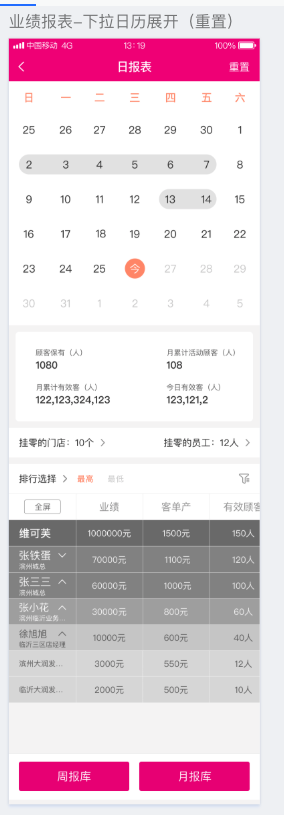 业绩报表-下拉日历展开（重置）
中国移动 4G 13:19 100%
日报表 重置
日 一 二 三 四 五 六
25 26 27 28 29 30 1
2 3 4 5 6 7 8
9 10 11 12 13 14 15
16 17 18 19 20 21 22
23 24 25 今 27 28 29
30 31 1 2 3 4 5
顾客保有（人） 月累计活动顾客（人）
1080 108
月累计有效客（人） 今日有效客（人）
122,123,324,123 123,121,2
挂零的门店：10个 挂零的员工：12人
排行选择 最高 最低
全屏 业绩 客单产 有效顾客
维可芙 1000000元 1500元 150人
张铁蛋 70000元 1100元 120人
滨州城总
张三三 60000元 1000元 100人
滨州城总
张小花 30000元 800元 60人
滨州临沂业务...
徐旭旭 10000元 600元 40人
临沂三区店经理
滨州大润发... 3000元 550元 12人
临沂大润发... 2000元 500元 10人
周报库 月报库